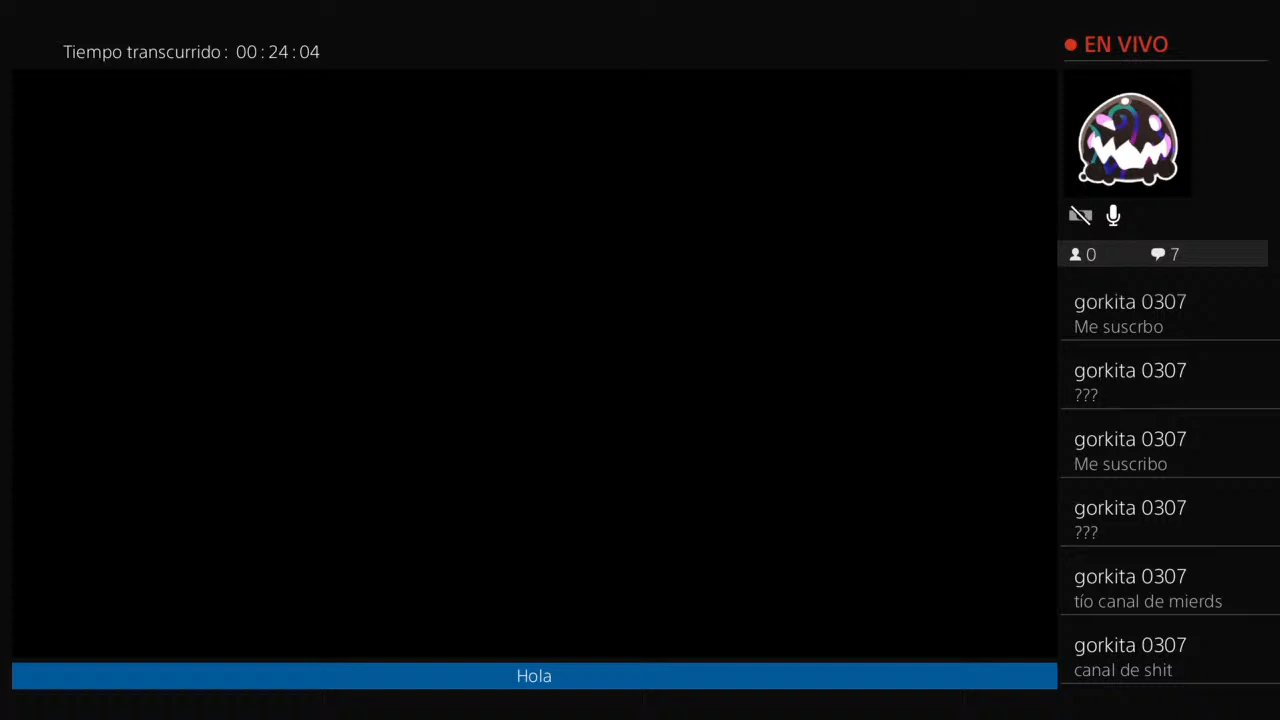 Tiempo transcurrido : 00 : 24 : 04
EN VIVO
0 7
gorkita 0307
Me suscrbo
gorkita 0307
???
gorkita 0307
Me suscribo
gorkita 0307
???
gorkita 0307
tío canal de mierds
gorkita 0307
canal de shit
Hola